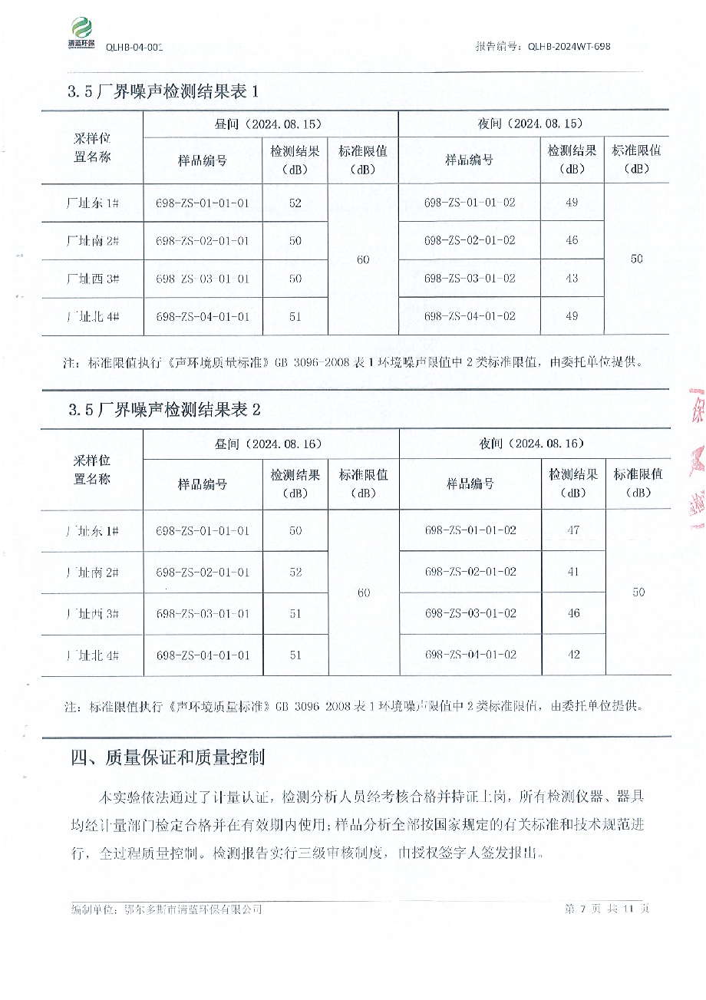 清蓝环保
QLHB-04-001
报告编号：QLHB-2024WT-698
3.5厂界噪声检测结果表1
采样位置名称 昼间（2024.08.15） 夜间（2024.08.15）
样品编号 检测结果（dB） 标准限值（dB） 样品编号 检测结果（dB） 标准限值（dB）
厂址东1# 698-ZS-01-01-01 52 60 698-ZS-01-01-02 49 50
厂址南2# 698-ZS-02-01-01 50 698-ZS-02-01-02 46
厂址西3# 698-ZS-03-01-01 50 698-ZS-03-01-02 43
厂址北4# 698-ZS-04-01-01 51 698-ZS-04-01-02 49
注：标准限值执行《声环境质量标准》GB 3096-2008表1环境噪声限值中2类标准限值，由委托单位提供。
3.5厂界噪声检测结果表2
采样位置名称 昼间（2024.08.16） 夜间（2024.08.16）
样品编号 检测结果（dB） 标准限值（dB） 样品编号 检测结果（dB） 标准限值（dB）
厂址东1# 698-ZS-01-01-01 50 60 698-ZS-01-01-02 47 50
厂址南2# 698-ZS-02-01-01 52 698-ZS-02-01-02 41
厂址西3# 698-ZS-03-01-01 51 698-ZS-03-01-02 46
厂址北4# 698-ZS-04-01-01 51 698-ZS-04-01-02 42
注：标准限值执行《声环境质量标准》GB 3096-2008表1环境噪声限值中2类标准限值，由委托单位提供。
四、质量保证和质量控制
本实验依法通过了计量认证，检测分析人员经考核合格并持证上岗，所有检测仪器、器具
均经计量部门检定合格并在有效期内使用；样品分析全部按国家规定的有关标准和技术规范进
行，全过程质量控制。检测报告实行三级审核制度，由授权签字人签发报出。
编制单位：鄂尔多斯市清蓝环保有限公司
第 7 页 共 11 页
保